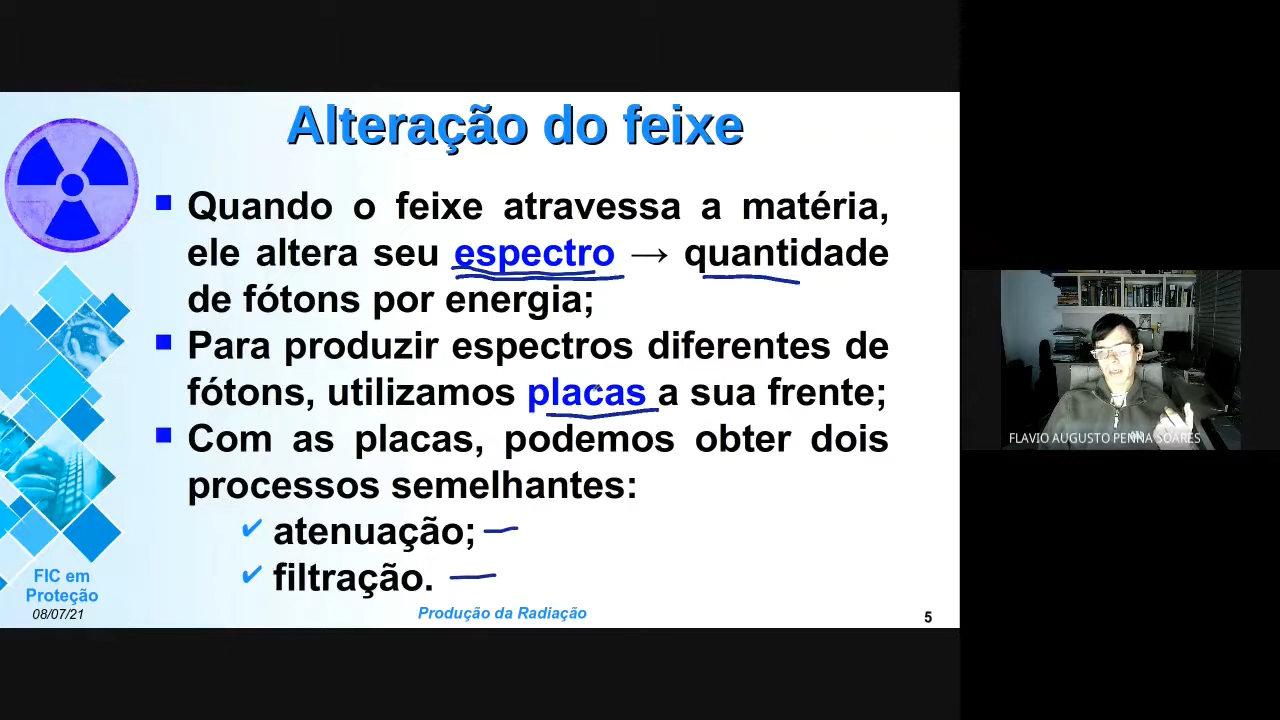 Alteração do feixe
Quando o feixe atravessa a matéria,
ele altera seu espectro → quantidade
de fótons por energia;
Para produzir espectros diferentes de
fótons, utilizamos placas a sua frente;
Com as placas, podemos obter dois
processos semelhantes:
✔ atenuação;
✔ filtração.
FIC em
Proteção
08/07/21
Produção da Radiação
5
FLAVIO AUGUSTO PENNA SOARES